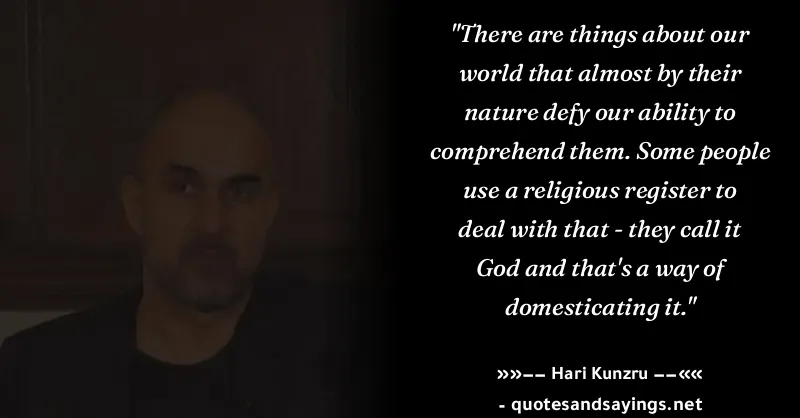 "There are things about our
world that almost by their
nature defy our ability to
comprehend them. Some people
use a religious register to
deal with that - they call it
God and that's a way of
domesticating it."
»»–– Hari Kunzru ––««
- quotesandsayings.net